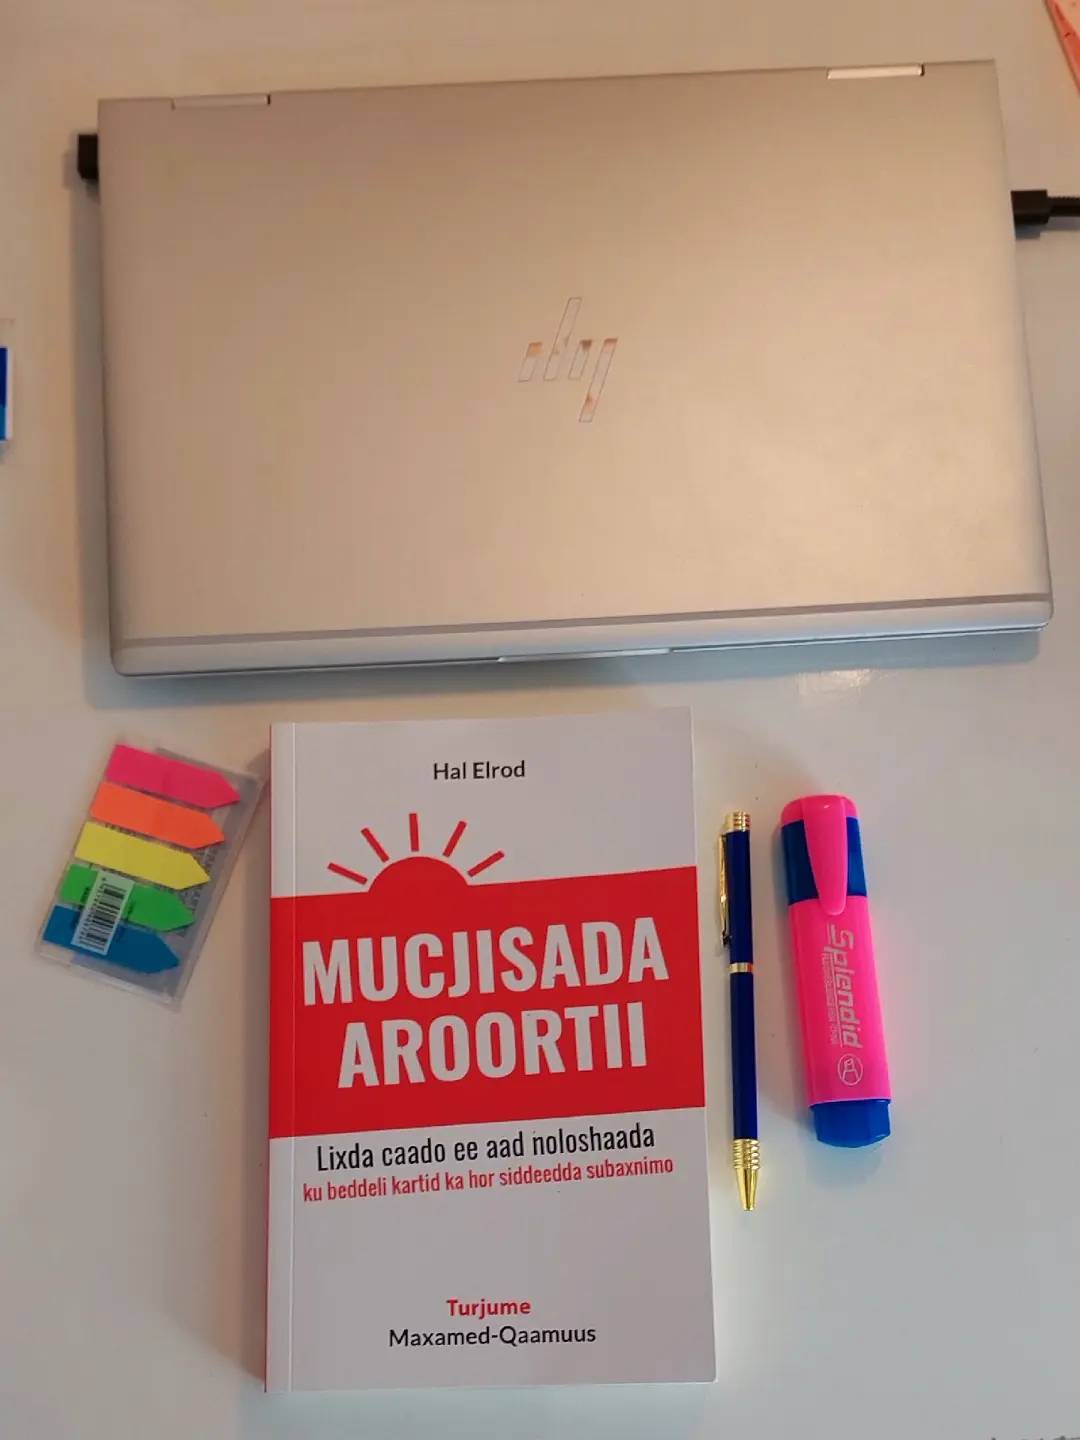 hp
Hal Elrod
MUCJISADA
AROORTII
Lixda caado ee aad noloshaada
ku beddeli kartid ka hor siddeedda subaxnimo
Turjume
Maxamed-Qaamuus
Splendid